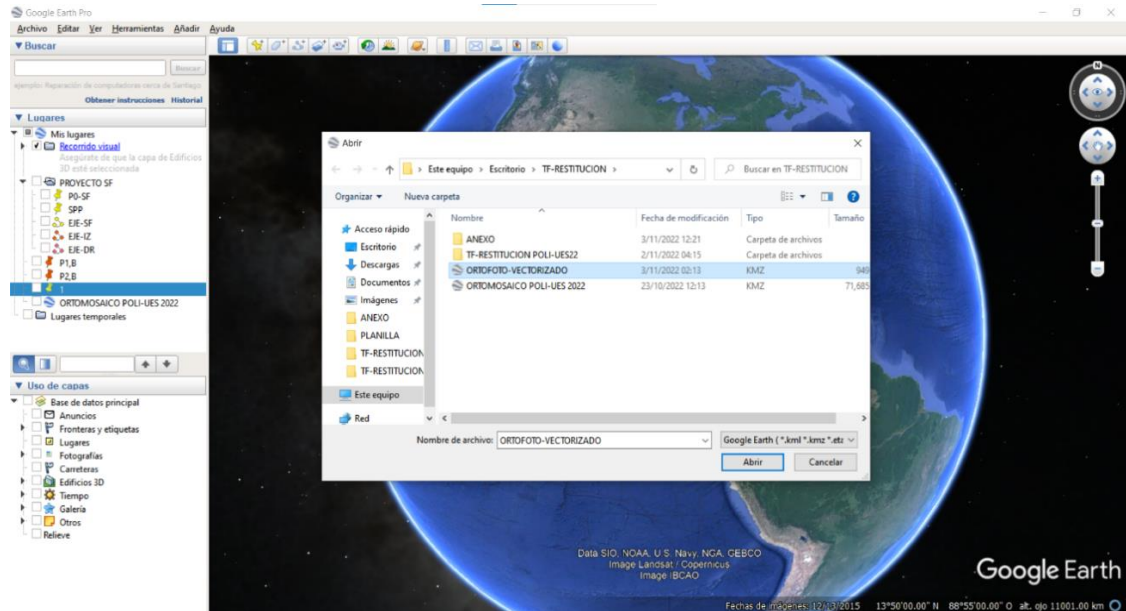 Google Earth Pro
Archivo Editar Ver Herramientas Añadir Ayuda
Buscar
Buscar
ejemplo: Reparación de computadoras cerca de Santiago
Obtener instrucciones Historial
Lugares
Mis lugares
Recorrido visual
Asegúrate de que la capa de Edificios
3D esté seleccionada
PROYECTO SF
P0-SF
SPP
EJE-SF
EJE-IZ
EJE-DR
P1,B
P2,B
1
ORTOMOSAICO POLI-UES 2022
Lugares temporales
Uso de capas
Base de datos principal
Anuncios
Fronteras y etiquetas
Lugares
Fotografías
Carreteras
Edificios 3D
Tiempo
Galería
Otros
Relieve
Abrir
Este equipo > Escritorio > TF-RESTITUCION >
Buscar en TF-RESTITUCION
Organizar Nueva carpeta
Acceso rápido
Escritorio
Descargas
Documentos
Imágenes
ANEXO
PLANILLA
TF-RESTITUCION
TF-RESTITUCION
Este equipo
Red
Nombre Fecha de modificación Tipo Tamaño
ANEXO 3/11/2022 12:21 Carpeta de archivos
TF-RESTITUCION POLI-UES22 2/11/2022 04:15 Carpeta de archivos
ORTOFOTO-VECTORIZADO 3/11/2022 02:13 KMZ 949
ORTOMOSAICO POLI-UES 2022 23/10/2022 12:13 KMZ 71,685
Nombre de archivo: ORTOFOTO-VECTORIZADO Google Earth (*.kml *.kmz *.eta
Abrir Cancelar
N
Data SIO, NOAA, U.S. Navy, NGA, GEBCO
Image Landsat / Copernicus
Image IBCAO
Google Earth
Fechas de imágenes: 12/13/2015 13°50'00.00" N 88°55'00.00" O alt. ojo 11001.00 km